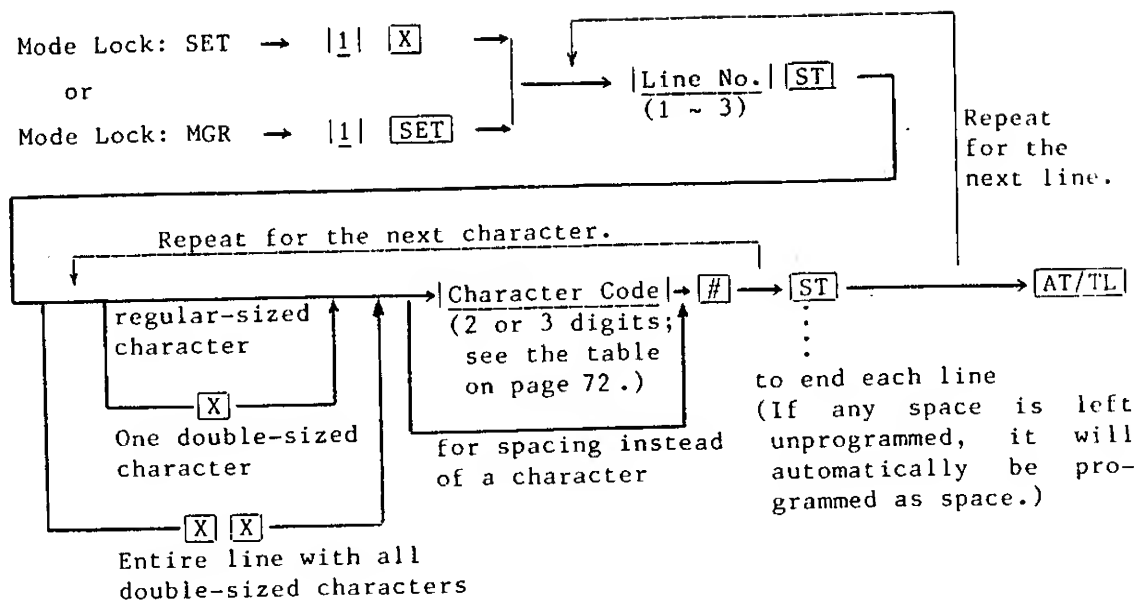 Mode Lock: SET → |1| [X] →
or
Mode Lock: MGR → |1| [SET] →
|Line No.| [ST]
(1 ~ 3)
Repeat
for the
next line.
Repeat for the next character.
regular-sized
character
[X]
One double-sized
character
[X] [X]
Entire line with all
double-sized characters
|Character Code| → [#] → [ST] → [AT/TL]
(2 or 3 digits;
see the table
on page 72.)
for spacing instead
of a character
to end each line
(If any space is left
unprogrammed, it will
automatically be pro-
grammed as space.)